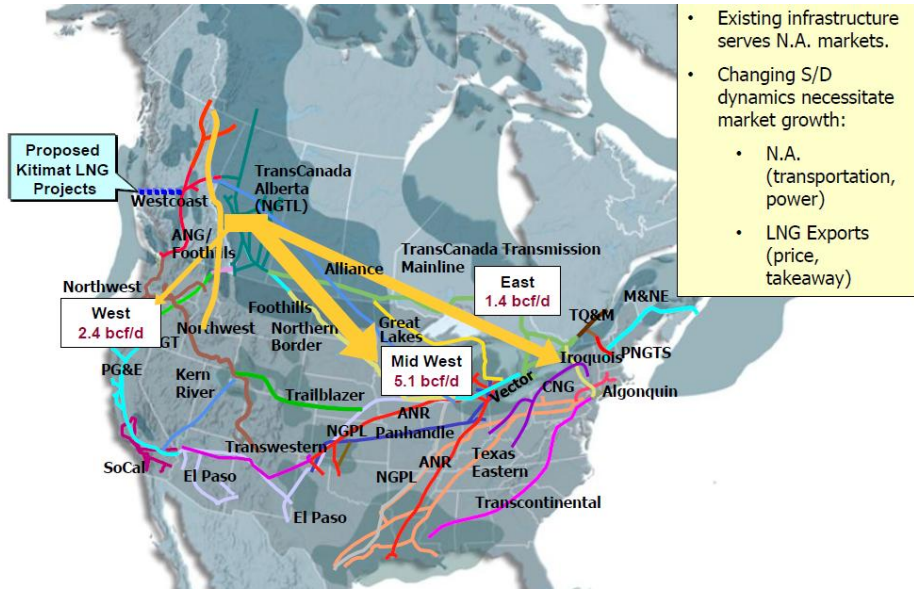 • Existing infrastructure
serves N.A. markets.
• Changing S/D
dynamics necessitate
market growth:
• N.A.
(transportation,
power)
• LNG Exports
(price,
takeaway)
Proposed
Kitimat LNG
Projects
Westcoast
TransCanada
Alberta
(NGTL)
ANG/
Foothills
Alliance
TransCanada Transmission
Mainline
East
1.4 bcf/d
Northwest
West
2.4 bcf/d
GT
Northwest
Foothills
Northern
Border
Great
Lakes
Mid West
5.1 bcf/d
TQ&M
M&NE
Iroquois
PNGTS
Algonquin
CNG
Vector
PG&E
Kern
River
Trailblazer
ANR
Panhandle
NGPL
Transwestern
SoCal
El Paso
El Paso
NGPL
ANR
Texas
Eastern
Transcontinental